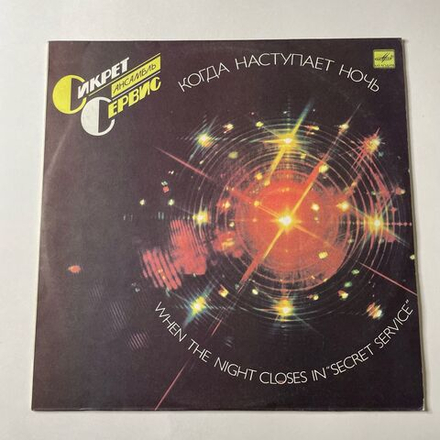 СИКРЕТ
АНСАМБЛЬ
СЕРВИС
КОГДА НАСТУПАЕТ НОЧЬ
WHEN THE NIGHT CLOSES IN "SECRET SERVICE"